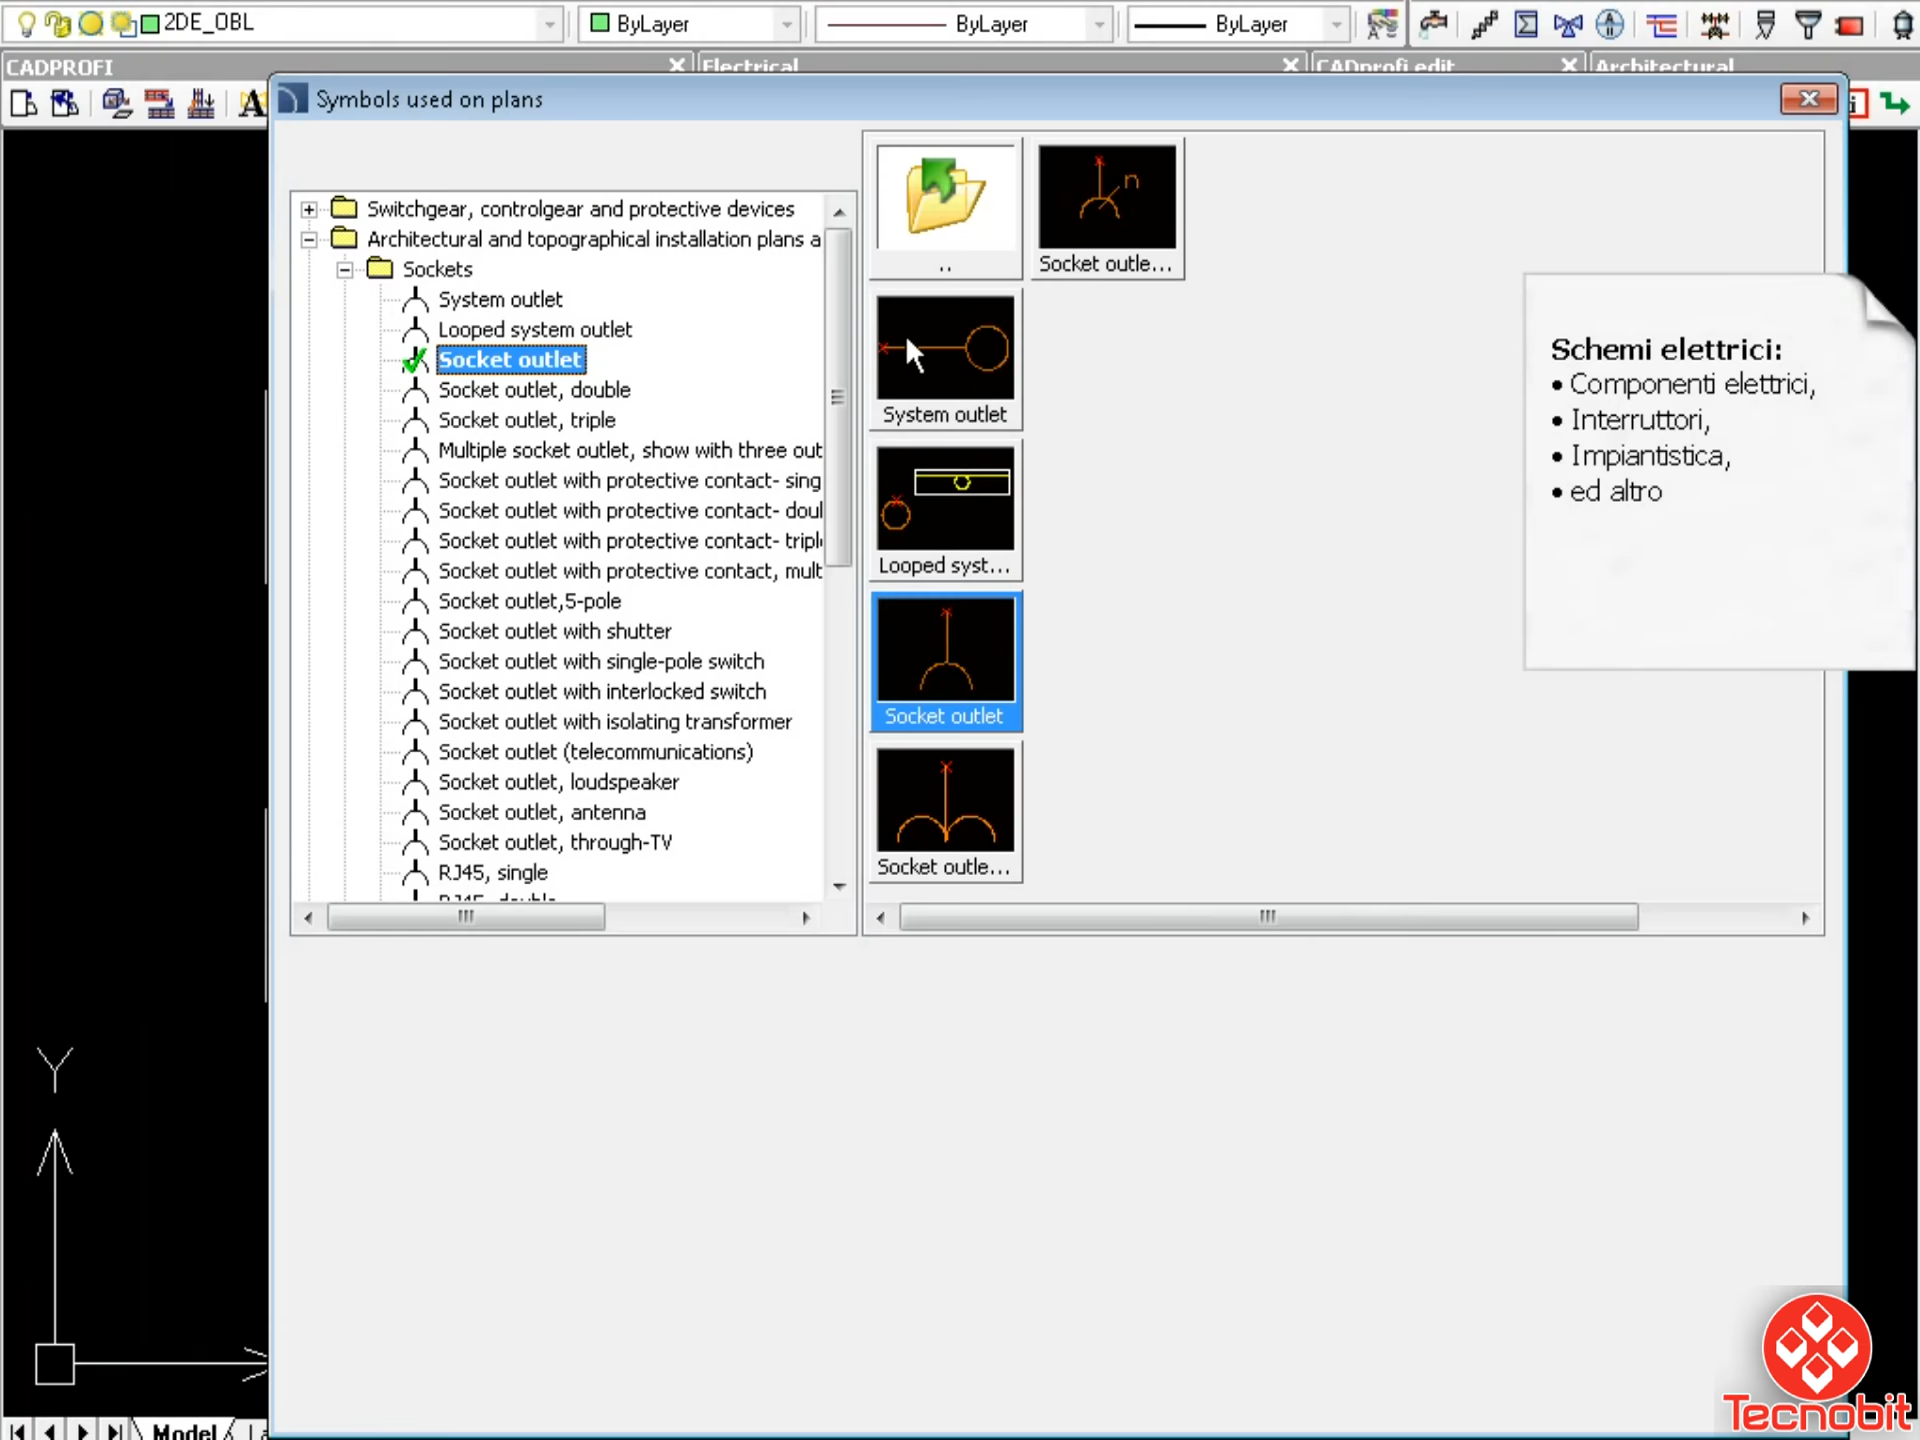 2DE_OBL
ByLayer
ByLayer
ByLayer
CADPROFI
Electrical
CADprofi edit
Architectural
Symbols used on plans
Switchgear, controlgear and protective devices
Architectural and topographical installation plans a
Sockets
System outlet
Looped system outlet
Socket outlet
Socket outlet, double
Socket outlet, triple
Multiple socket outlet, show with three out
Socket outlet with protective contact- sing
Socket outlet with protective contact- doul
Socket outlet with protective contact- tripl
Socket outlet with protective contact, mult
Socket outlet,5-pole
Socket outlet with shutter
Socket outlet with single-pole switch
Socket outlet with interlocked switch
Socket outlet with isolating transformer
Socket outlet (telecommunications)
Socket outlet, loudspeaker
Socket outlet, antenna
Socket outlet, through-TV
RJ45, single
RJ45, double
..
n
Socket outle...
System outlet
Looped syst...
Socket outlet
Socket outle...
Schemi elettrici:
• Componenti elettrici,
• Interruttori,
• Impiantistica,
• ed altro
Y
Model
La
Tecnobit